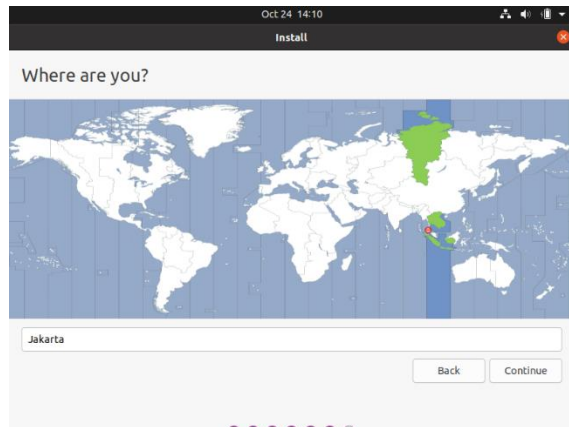 Oct 24 14:10
Install
Where are you?
Jakarta
Back
Continue